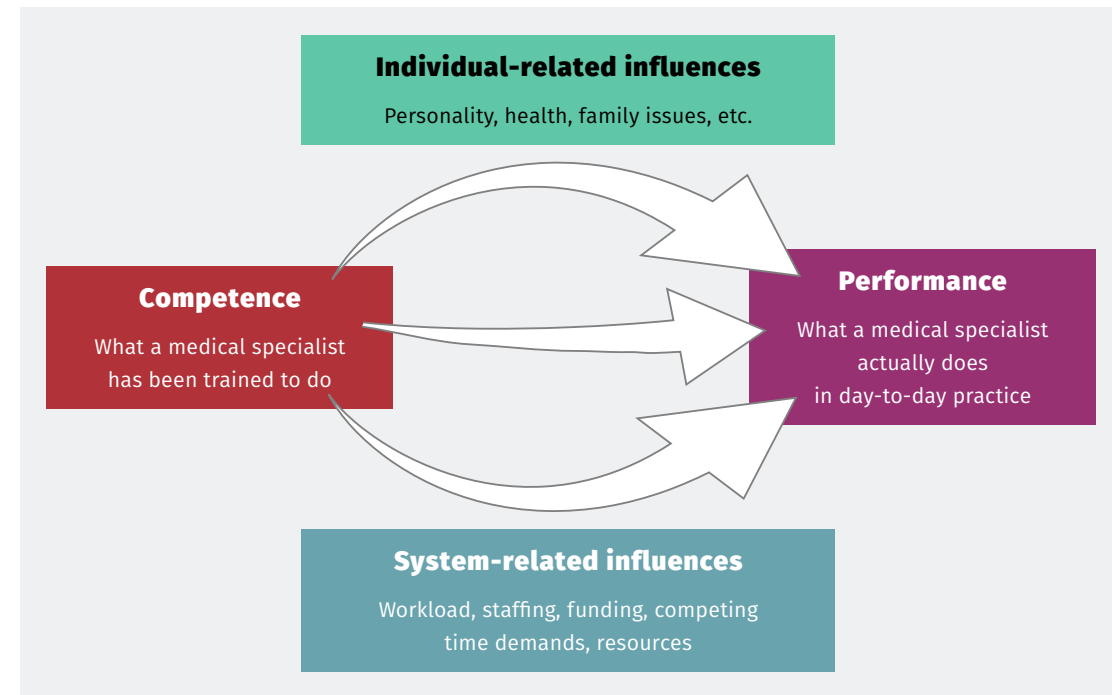 Individual-related influences
Personality, health, family issues, etc.
Competence
What a medical specialist
has been trained to do
Performance
What a medical specialist
actually does
in day-to-day practice
System-related influences
Workload, staffing, funding, competing
time demands, resources